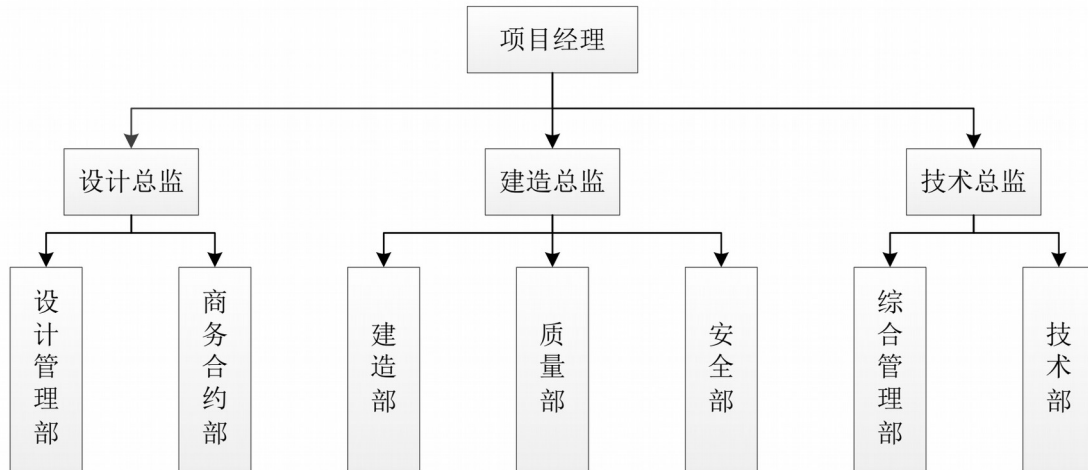 项目经理
设计总监
建造总监
技术总监
设计管理部
商务合约部
建造部
质量部
安全部
综合管理部
技术部